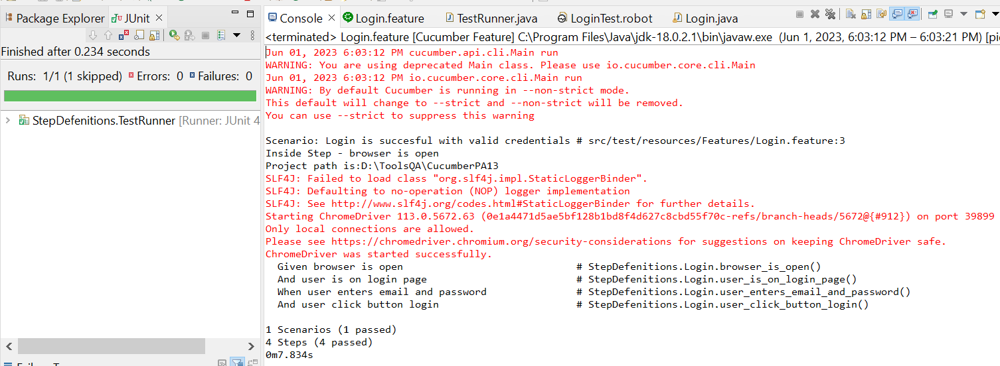 Package Explorer
JUnit
Finished after 0.234 seconds
Runs: 1/1 (1 skipped) Errors: 0 Failures: 0
StepDefenitions.TestRunner [Runner: JUnit 4
Console Login.feature TestRunner.java LoginTest.robot Login.java
<terminated> Login.feature [Cucumber Feature] C:\Program Files\Java\jdk-18.0.2.1\bin\javaw.exe (Jun 1, 2023, 6:03:12 PM – 6:03:21 PM) [pi
Jun 01, 2023 6:03:12 PM cucumber.api.cli.Main run
WARNING: You are using deprecated Main class. Please use io.cucumber.core.cli.Main
Jun 01, 2023 6:03:12 PM io.cucumber.core.cli.Main run
WARNING: By default Cucumber is running in --non-strict mode.
This default will change to --strict and --non-strict will be removed.
You can use --strict to suppress this warning
Scenario: Login is succesful with valid credentials # src/test/resources/Features/Login.feature:3
Inside Step - browser is open
Project path is:D:\ToolsQA\CucumberPA13
SLF4J: Failed to load class "org.slf4j.impl.StaticLoggerBinder".
SLF4J: Defaulting to no-operation (NOP) logger implementation
SLF4J: See http://www.slf4j.org/codes.html#StaticLoggerBinder for further details.
Starting ChromeDriver 113.0.5672.63 (0e1a4471d5ae5bf128b1bd8f4d627c8cbd55f70c-refs/branch-heads/5672@{#912}) on port 39899
Only local connections are allowed.
Please see https://chromedriver.chromium.org/security-considerations for suggestions on keeping ChromeDriver safe.
ChromeDriver was started successfully.
Given browser is open # StepDefenitions.Login.browser_is_open()
And user is on login page # StepDefenitions.Login.user_is_on_login_page()
When user enters email and password # StepDefenitions.Login.user_enters_email_and_password()
And user click button login # StepDefenitions.Login.user_click_button_login()
1 Scenarios (1 passed)
4 Steps (4 passed)
0m7.834s